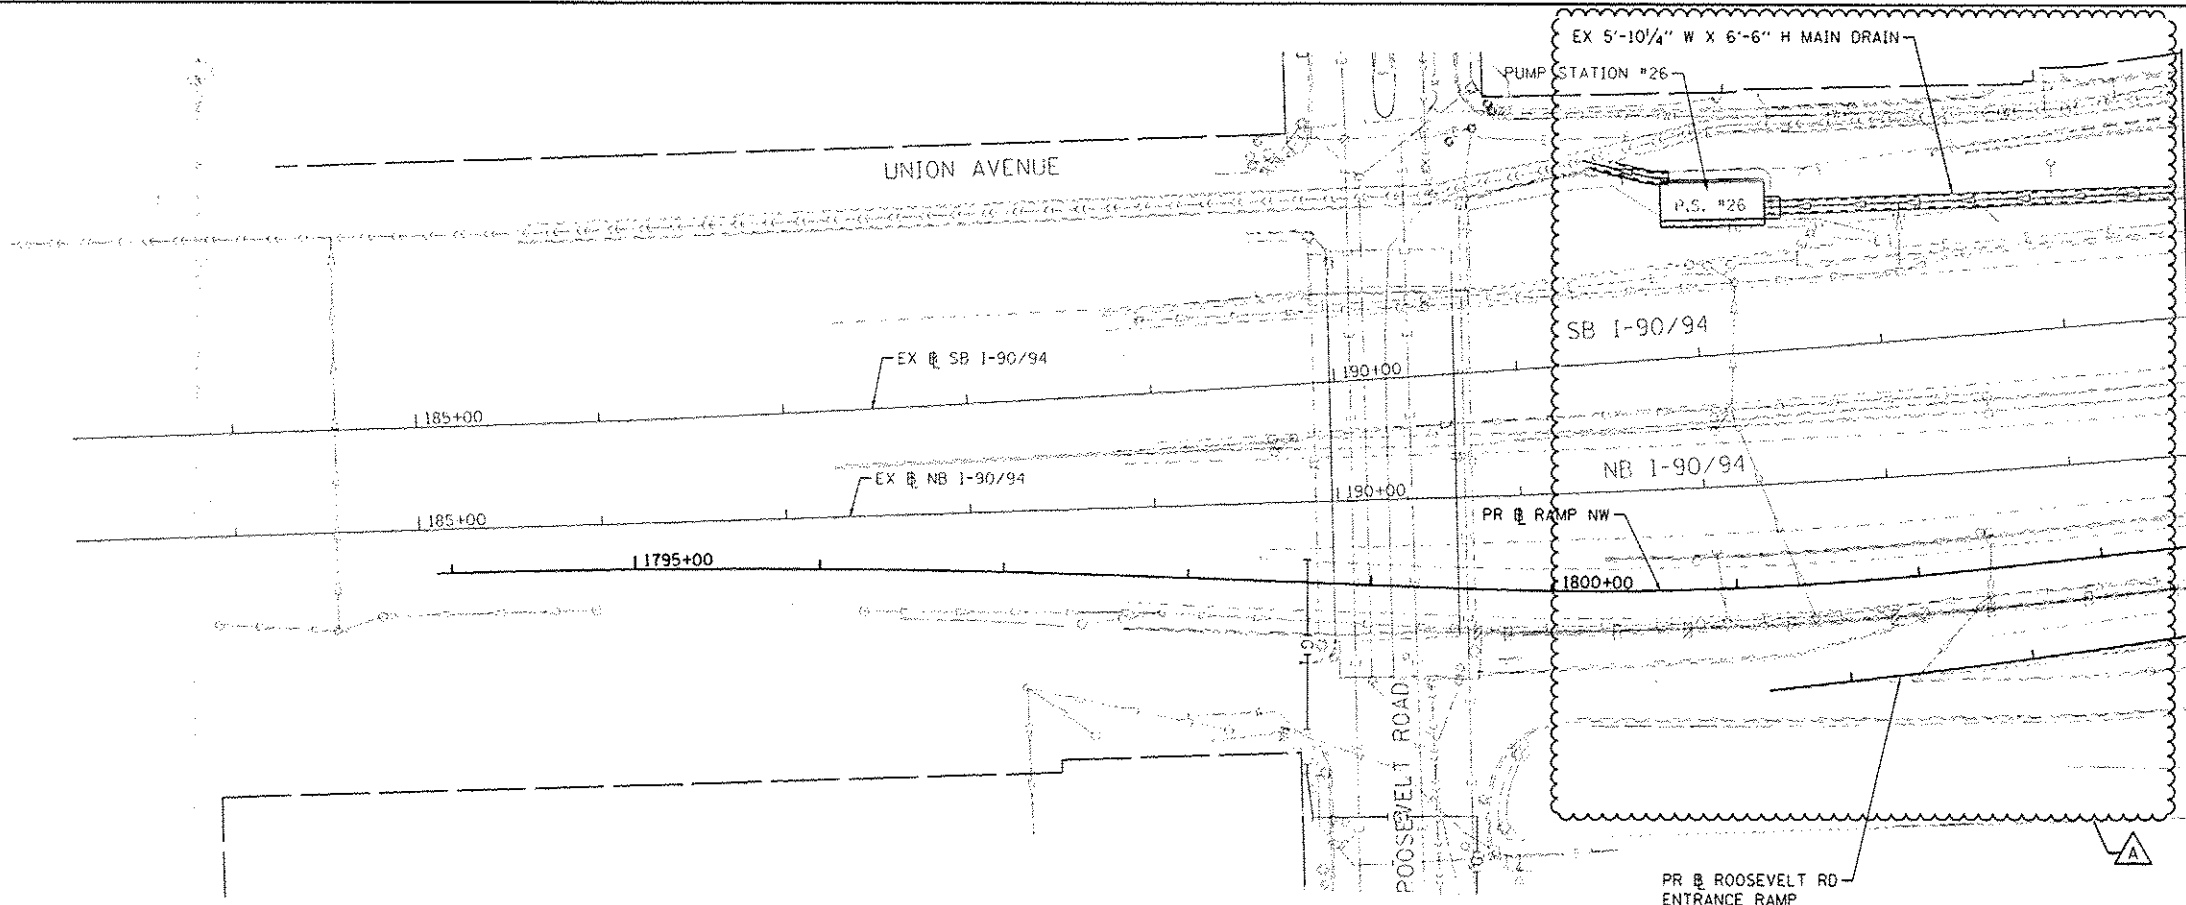 EX 5'-10 1/4" W X 6'-6" H MAIN DRAIN
PUMP STATION #26
UNION AVENUE
P.S. #26
SB I-90/94
EX ℄ SB I-90/94
190+00
185+00
NB I-90/94
EX ℄ NB I-90/94
190+00
185+00
PR ℄ RAMP NW
1795+00
1800+00
ROOSEVELT ROAD
A
PR ℄ ROOSEVELT RD
ENTRANCE RAMP